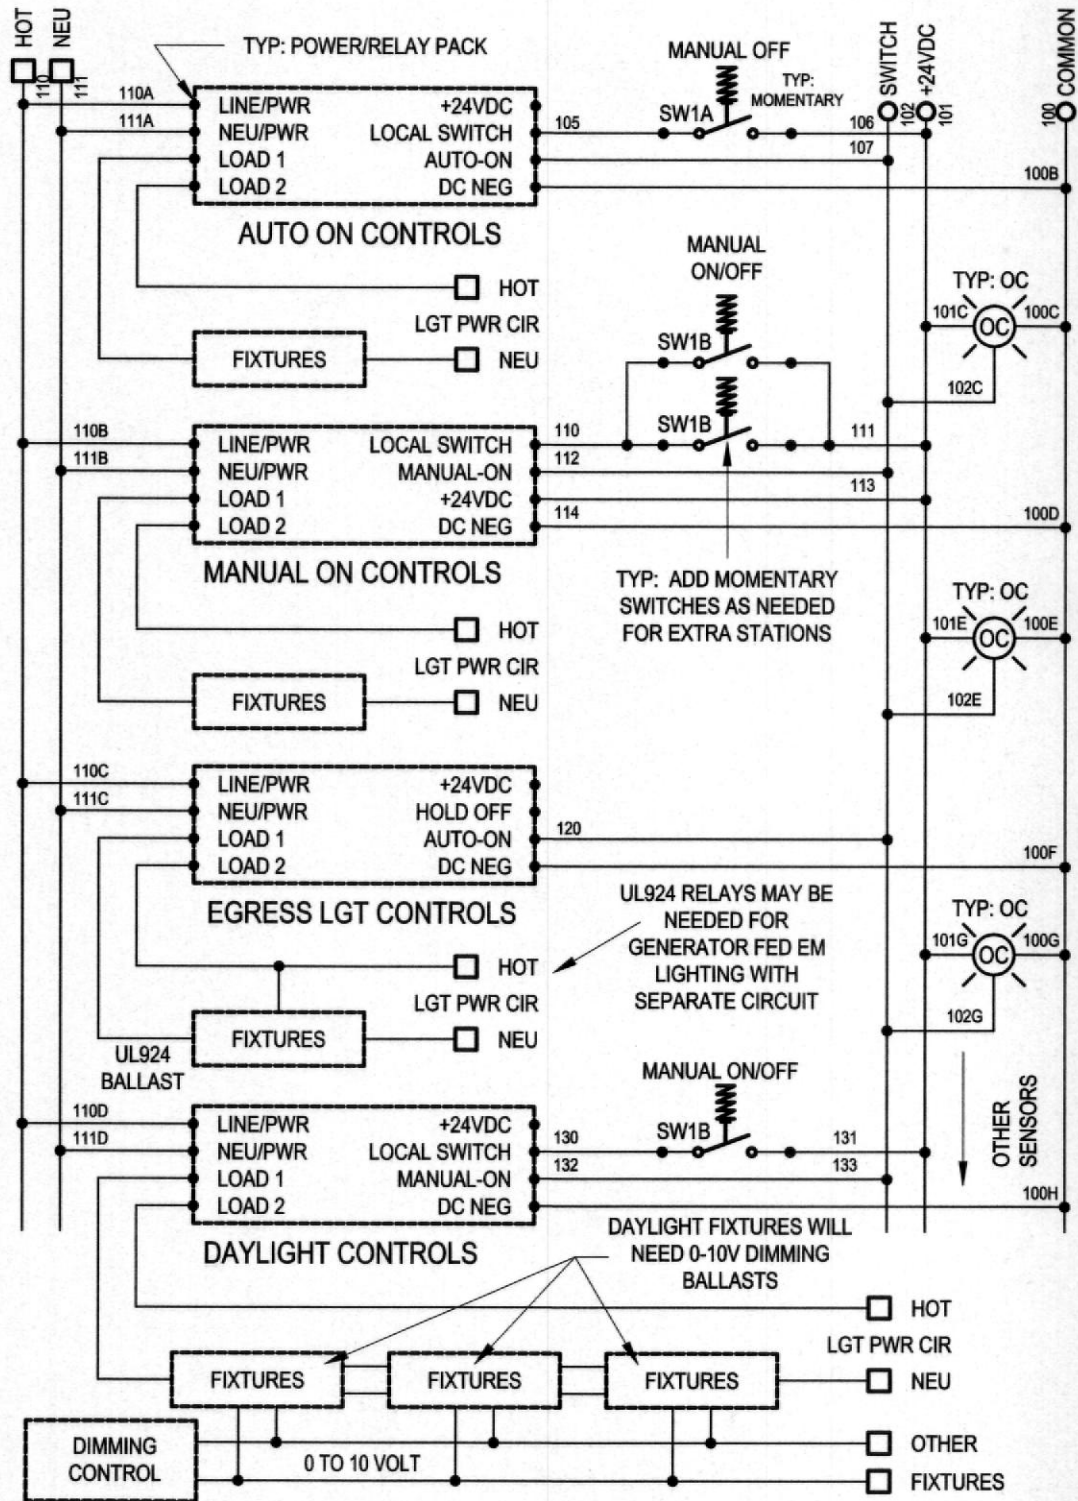 HOT
NEU
SWITCH
+24VDC
COMMON
110
111
102
101
100
TYP: POWER/RELAY PACK
MANUAL OFF
TYP:
MOMENTARY
110A
LINE/PWR
+24VDC
111A
NEU/PWR
LOCAL SWITCH
105
SW1A
106
LOAD 1
AUTO-ON
107
LOAD 2
DC NEG
100B
AUTO ON CONTROLS
MANUAL
ON/OFF
HOT
LGT PWR CIR
FIXTURES
NEU
TYP: OC
101C
OC
100C
102C
SW1B
SW1B
110B
LINE/PWR
LOCAL SWITCH
110
111
111B
NEU/PWR
MANUAL-ON
112
LOAD 1
+24VDC
113
LOAD 2
DC NEG
114
100D
MANUAL ON CONTROLS
TYP: ADD MOMENTARY
SWITCHES AS NEEDED
FOR EXTRA STATIONS
TYP: OC
101E
OC
100E
102E
HOT
LGT PWR CIR
FIXTURES
NEU
110C
LINE/PWR
+24VDC
111C
NEU/PWR
HOLD OFF
LOAD 1
AUTO-ON
120
LOAD 2
DC NEG
100F
EGRESS LGT CONTROLS
UL924 RELAYS MAY BE
NEEDED FOR
GENERATOR FED EM
LIGHTING WITH
SEPARATE CIRCUIT
TYP: OC
101G
OC
100G
102G
HOT
LGT PWR CIR
FIXTURES
NEU
UL924
BALLAST
MANUAL ON/OFF
OTHER
SENSORS
110D
LINE/PWR
+24VDC
111D
NEU/PWR
LOCAL SWITCH
130
SW1B
131
LOAD 1
MANUAL-ON
132
133
LOAD 2
DC NEG
100H
DAYLIGHT CONTROLS
DAYLIGHT FIXTURES WILL
NEED 0-10V DIMMING
BALLASTS
HOT
LGT PWR CIR
FIXTURES
FIXTURES
FIXTURES
NEU
DIMMING
CONTROL
0 TO 10 VOLT
OTHER
FIXTURES